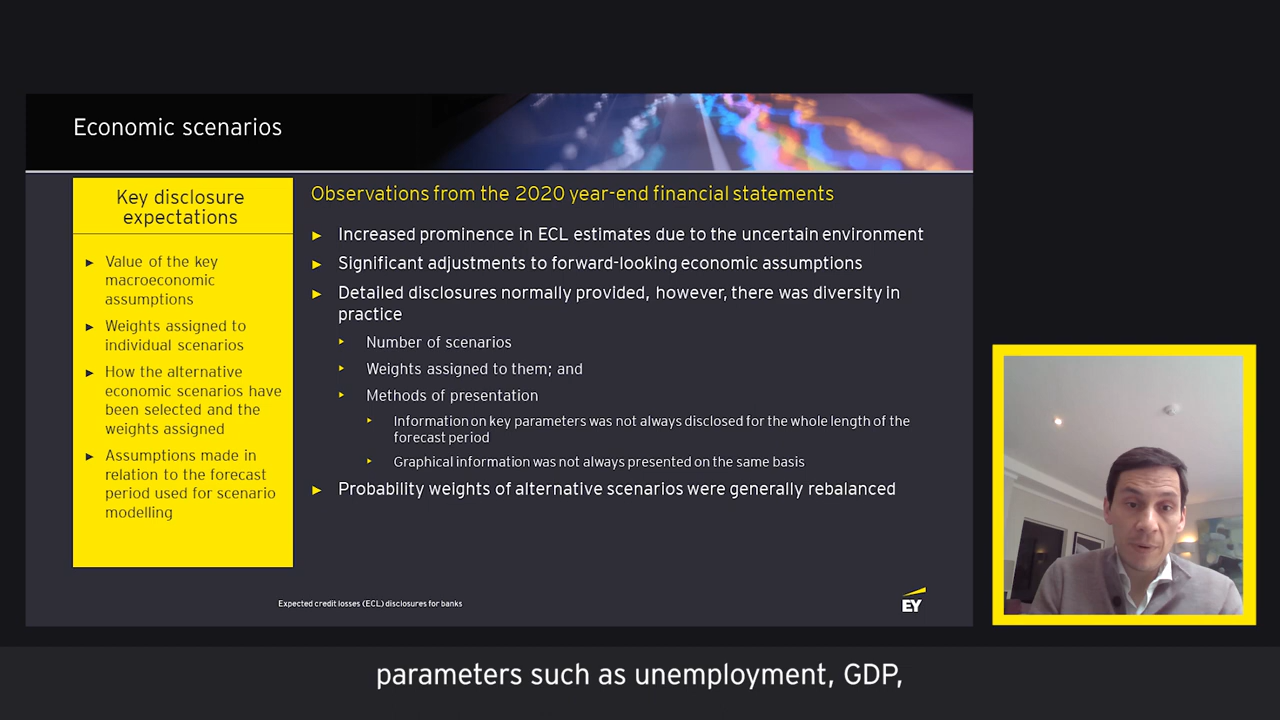 Economic scenarios
Key disclosure
expectations
► Value of the key
macroeconomic
assumptions
► Weights assigned to
individual scenarios
► How the alternative
economic scenarios have
been selected and the
weights assigned
► Assumptions made in
relation to the forecast
period used for scenario
modelling
Observations from the 2020 year-end financial statements
► Increased prominence in ECL estimates due to the uncertain environment
► Significant adjustments to forward-looking economic assumptions
► Detailed disclosures normally provided, however, there was diversity in
practice
‣ Number of scenarios
‣ Weights assigned to them; and
‣ Methods of presentation
‣ Information on key parameters was not always disclosed for the whole length of the
forecast period
‣ Graphical information was not always presented on the same basis
► Probability weights of alternative scenarios were generally rebalanced
Expected credit losses (ECL) disclosures for banks
EY
parameters such as unemployment, GDP,